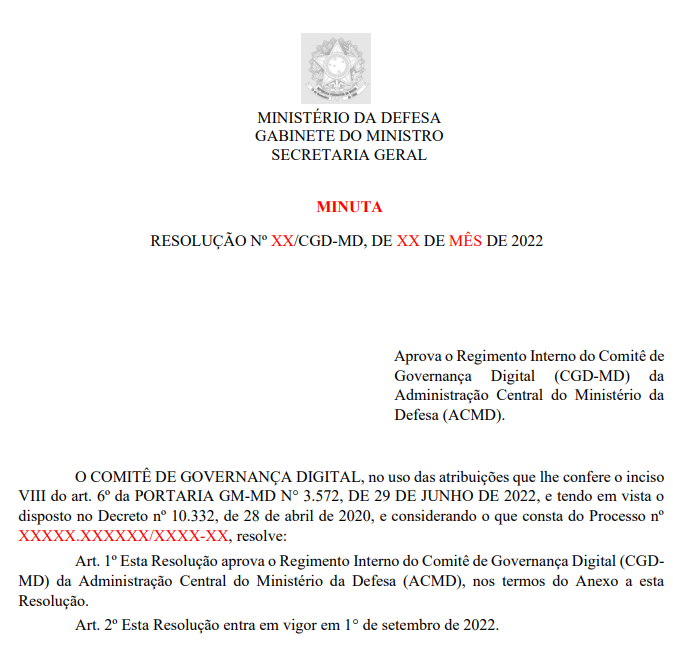 MINISTÉRIO DA DEFESA
GABINETE DO MINISTRO
SECRETARIA GERAL
MINUTA
RESOLUÇÃO Nº XX/CGD-MD, DE XX DE MÊS DE 2022
Aprova o Regimento Interno do Comitê de
Governança Digital (CGD-MD) da
Administração Central do Ministério da
Defesa (ACMD).
O COMITÊ DE GOVERNANÇA DIGITAL, no uso das atribuições que lhe confere o inciso
VIII do art. 6º da PORTARIA GM-MD N° 3.572, DE 29 DE JUNHO DE 2022, e tendo em vista o
disposto no Decreto nº 10.332, de 28 de abril de 2020, e considerando o que consta do Processo nº
XXXXX.XXXXXX/XXXX-XX, resolve:
Art. 1º Esta Resolução aprova o Regimento Interno do Comitê de Governança Digital (CGD-
MD) da Administração Central do Ministério da Defesa (ACMD), nos termos do Anexo a esta
Resolução.
Art. 2º Esta Resolução entra em vigor em 1° de setembro de 2022.